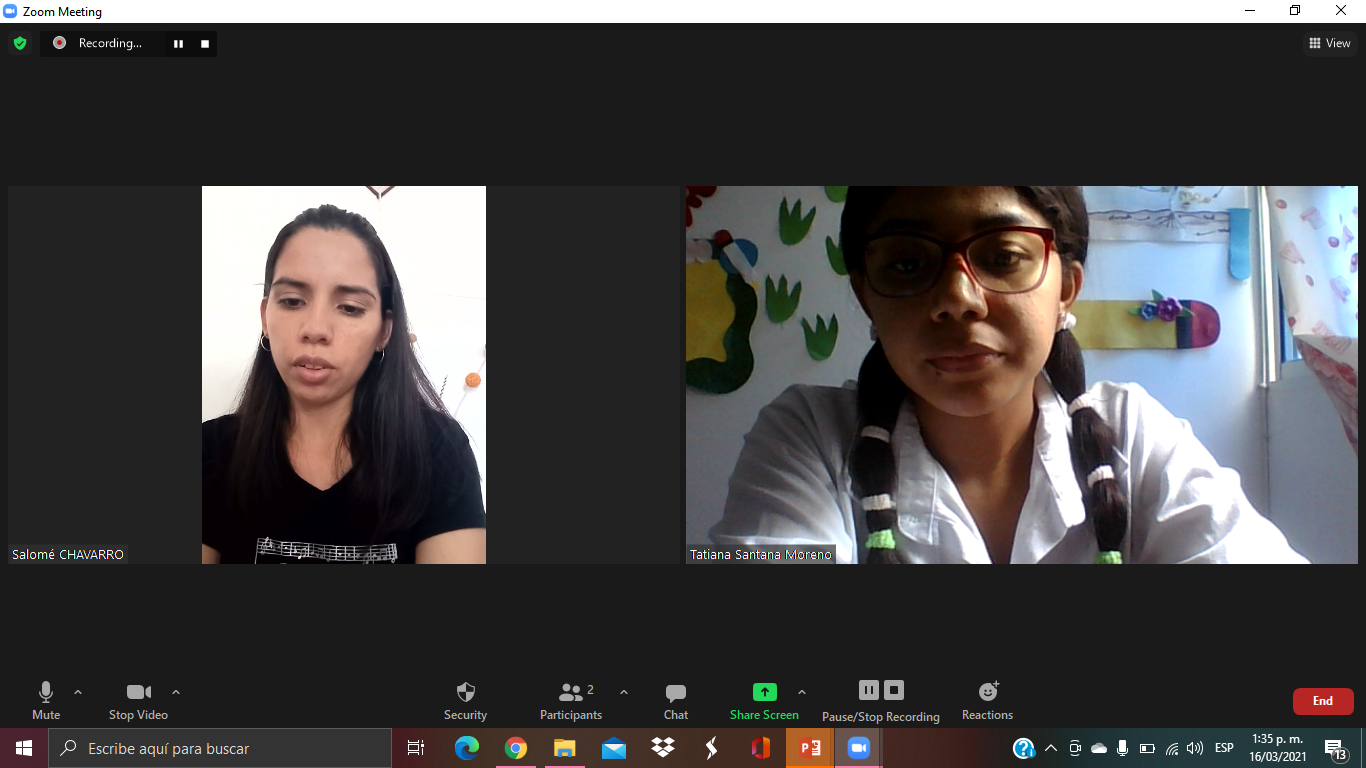 Zoom Meeting
Recording...
View
Salomé CHAVARRO
Tatiana Santana Moreno
Mute
Stop Video
Security
Participants
2
Chat
Share Screen
Pause/Stop Recording
Reactions
End
Escribe aquí para buscar
ESP
1:35 p. m.
16/03/2021
13